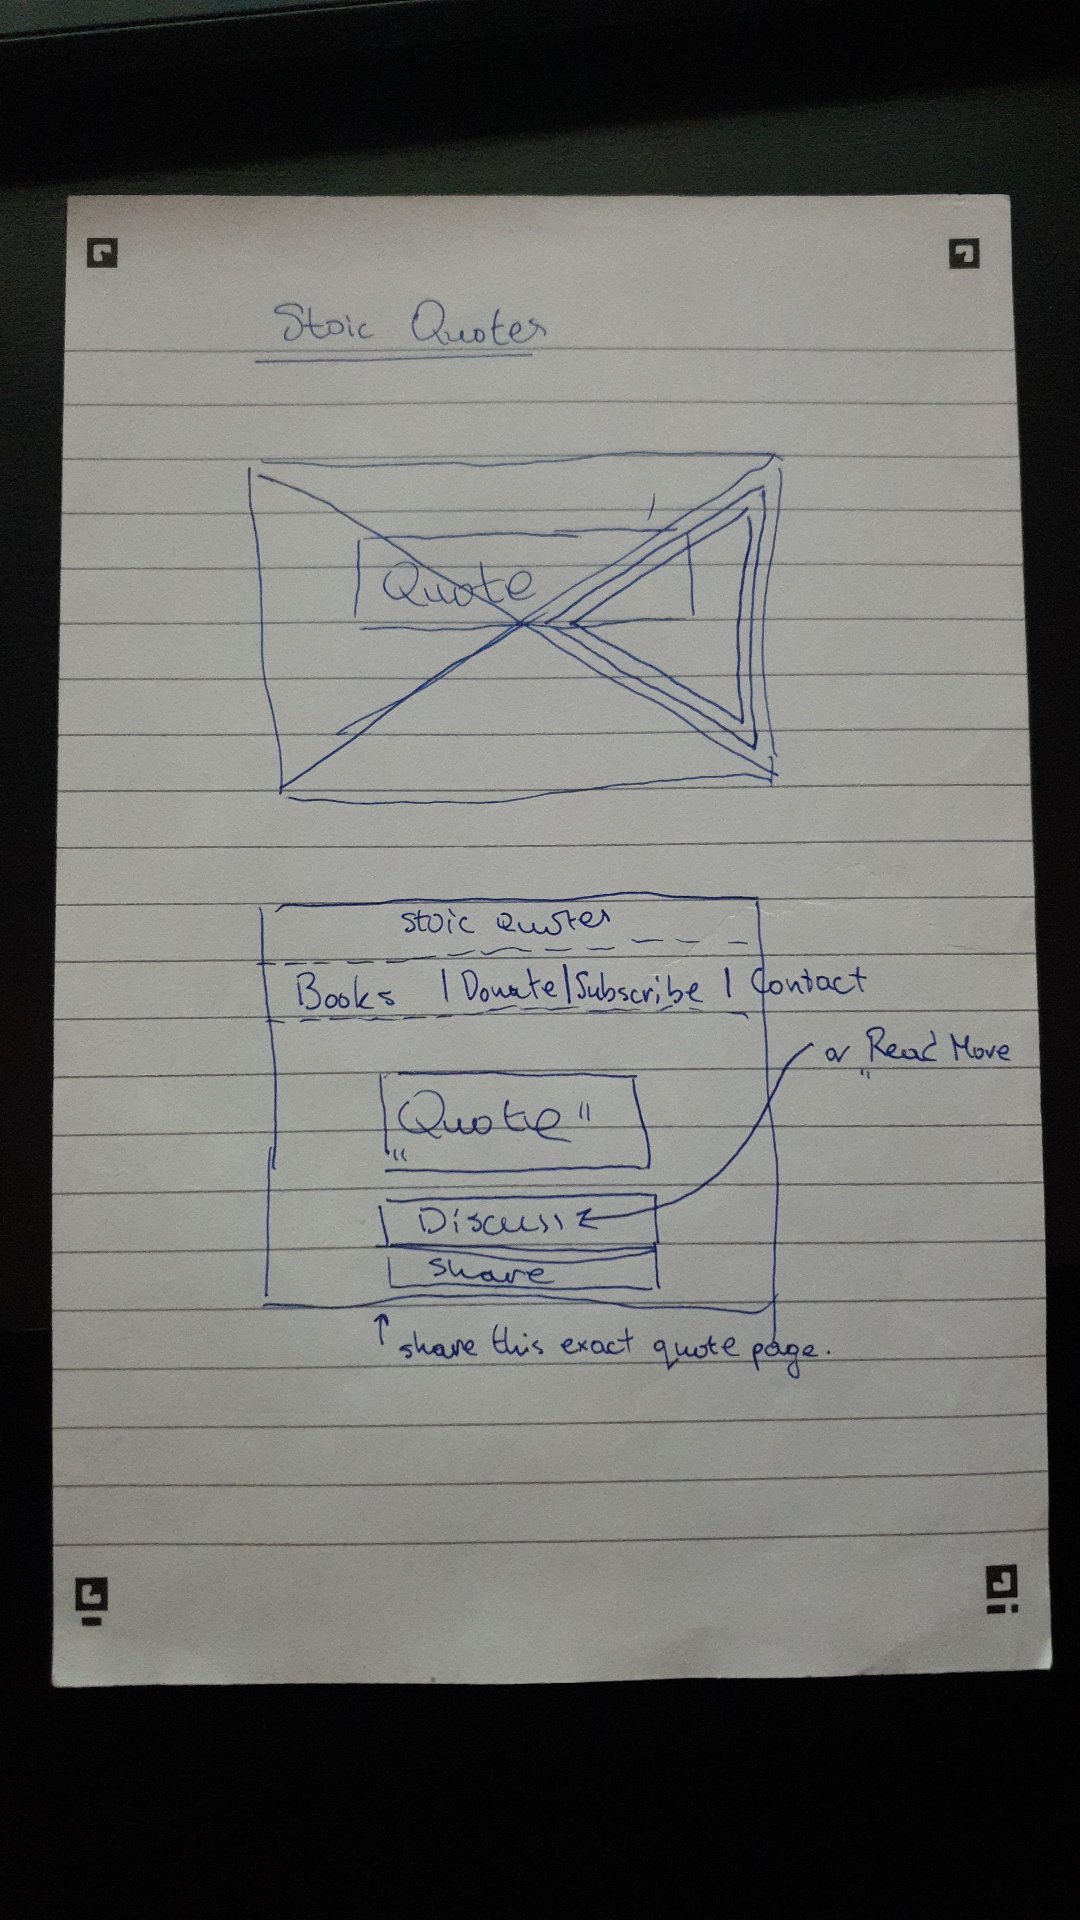 Stoic Quotes
Quote
Stoic Quotes
Books | Donate/Subscribe | Contact
or "Read More
„Quote"
Discuss
Share
↑ share this exact quote page.